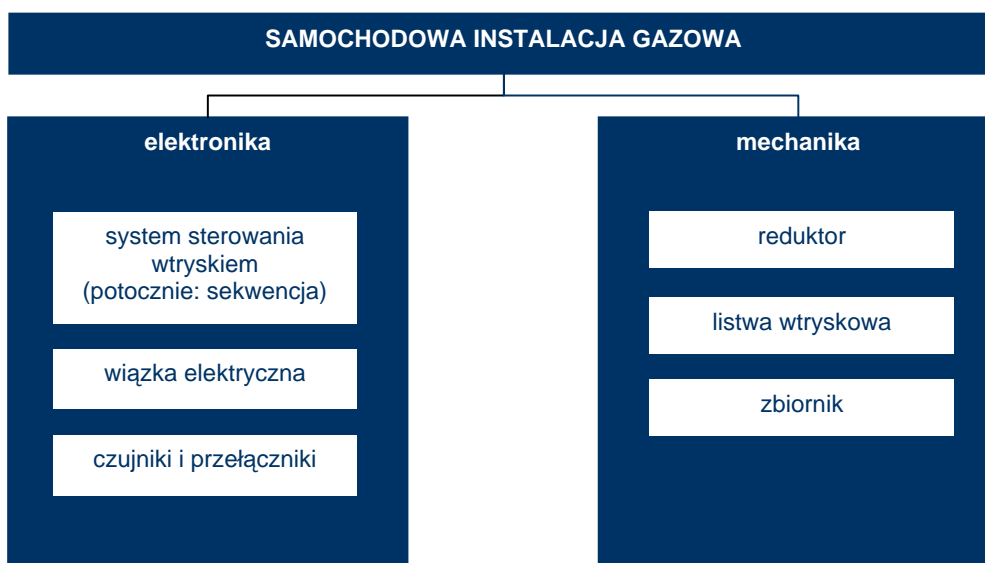 SAMOCHODOWA INSTALACJA GAZOWA
elektronika
system sterowania
wtryskiem
(potocznie: sekwencja)
wiązka elektryczna
czujniki i przełączniki
mechanika
reduktor
listwa wtryskowa
zbiornik